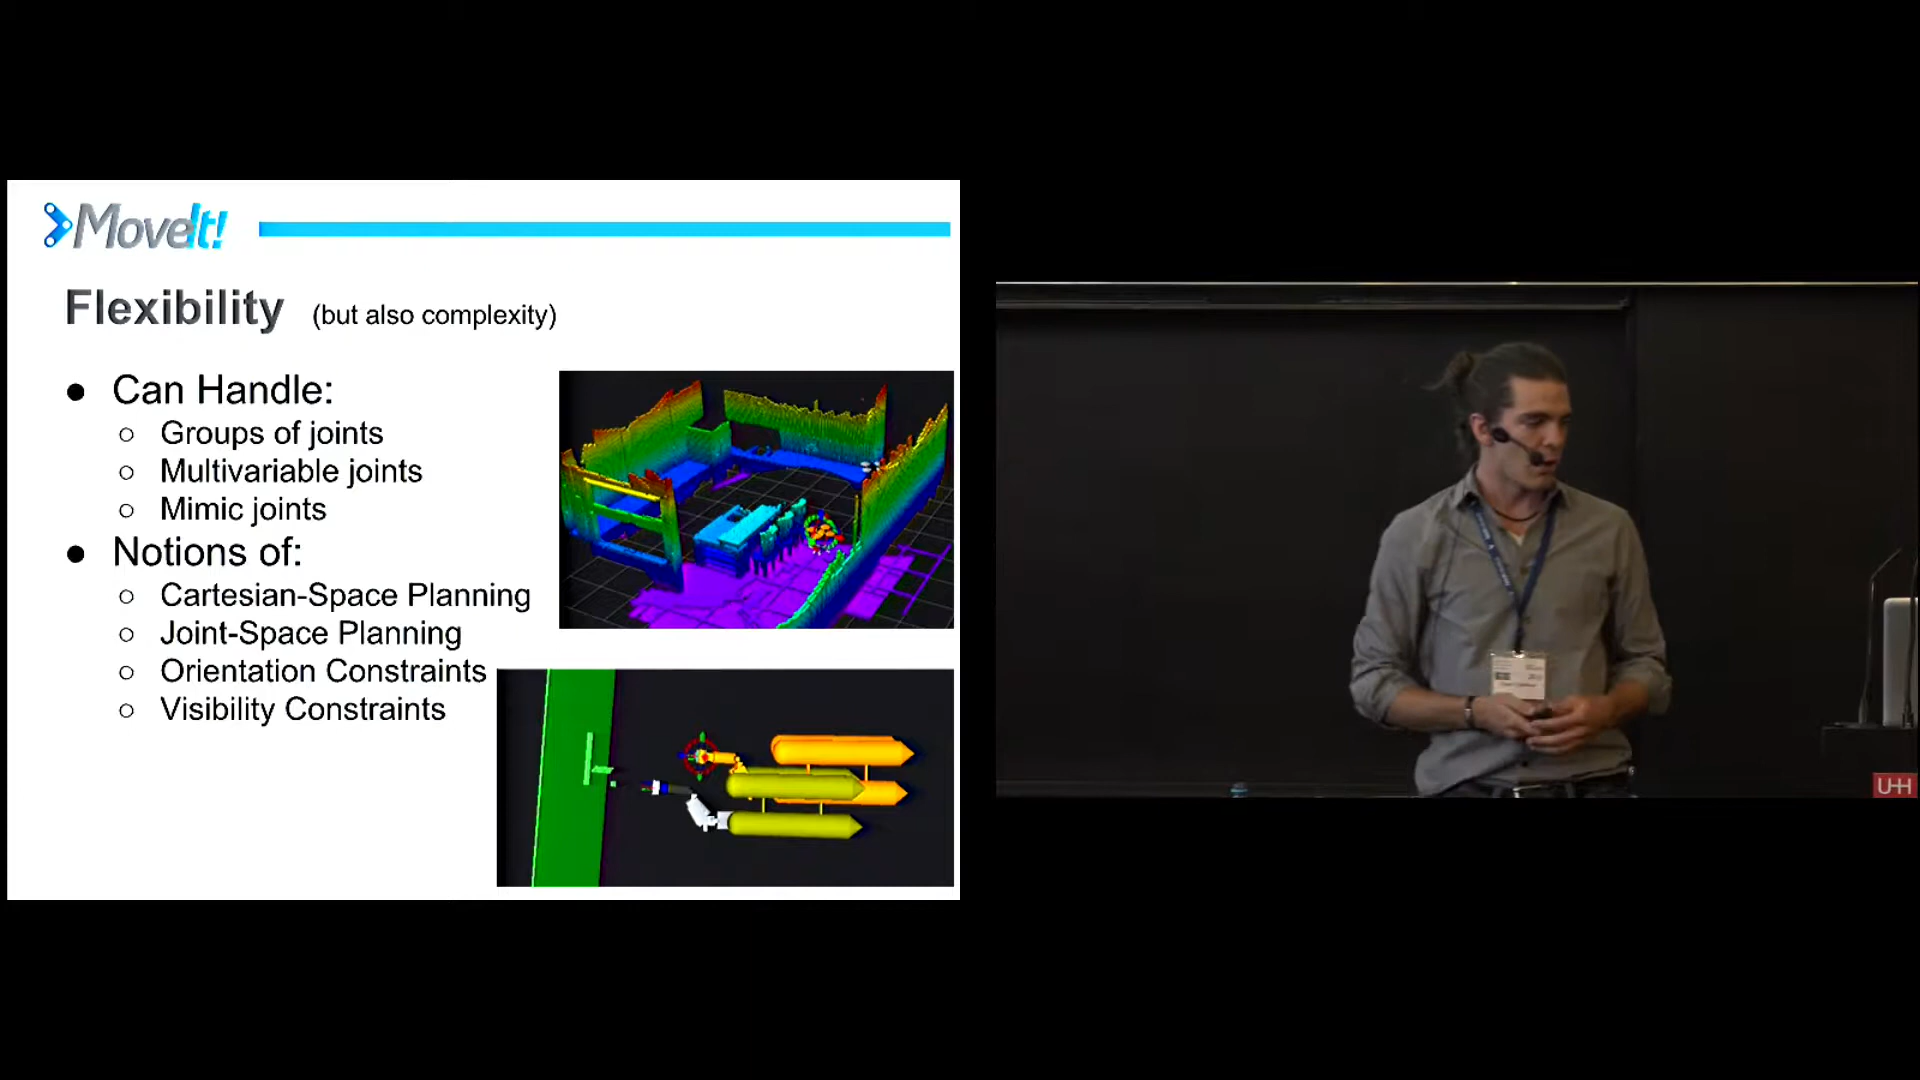 MoveIt!
Flexibility (but also complexity)
● Can Handle:
○ Groups of joints
○ Multivariable joints
○ Mimic joints
● Notions of:
○ Cartesian-Space Planning
○ Joint-Space Planning
○ Orientation Constraints
○ Visibility Constraints
UHH